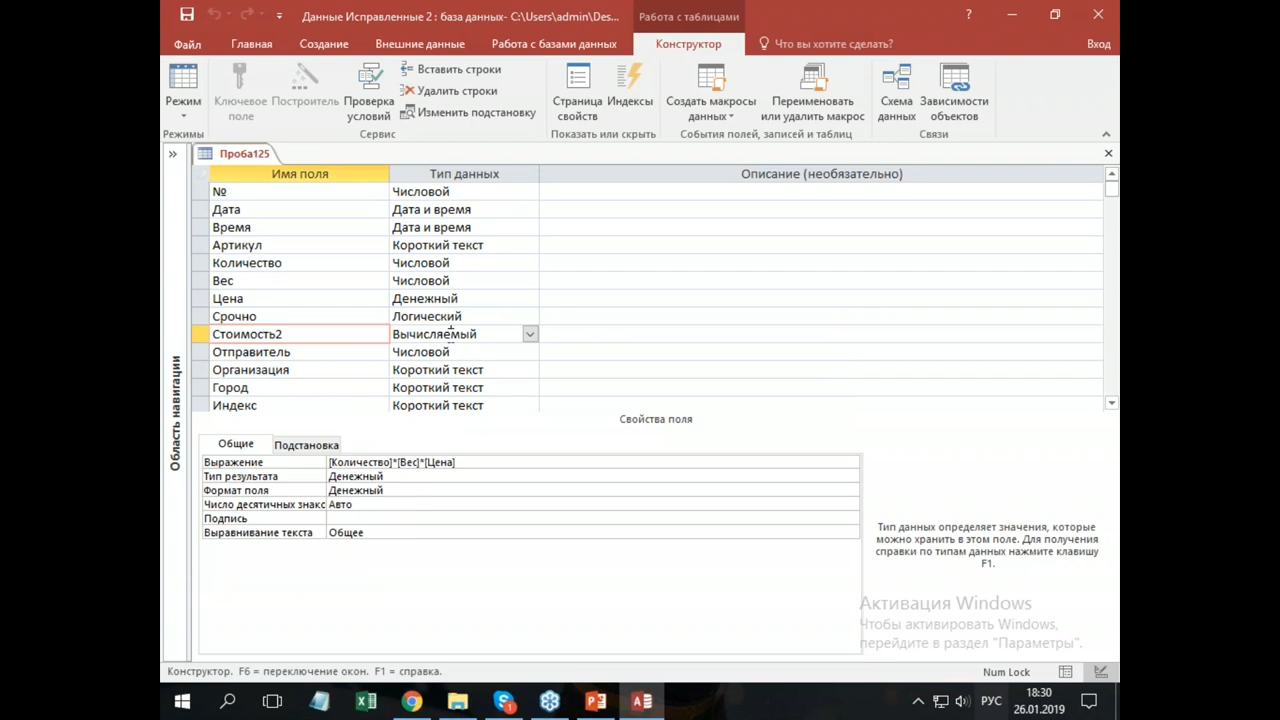 Данные Исправленные 2 : база данных- C:\Users\admin\Des...
Работа с таблицами
?
Файл
Главная
Создание
Внешние данные
Работа с базами данных
Конструктор
Что вы хотите сделать?
Вход
Режим
Ключевое поле
Построитель
Проверка условий
Вставить строки
Удалить строки
Изменить подстановку
Страница свойств
Индексы
Создать макросы данных
Переименовать или удалить макрос
Схема данных
Зависимости объектов
Режимы
Сервис
Показать или скрыть
События полей, записей и таблиц
Связи
Область навигации
Проба125
Имя поля Тип данных Описание (необязательно)
№ Числовой
Дата Дата и время
Время Дата и время
Артикул Короткий текст
Количество Числовой
Вес Числовой
Цена Денежный
Срочно Логический
Стоимость2 Вычисляемый
Отправитель Числовой
Организация Короткий текст
Город Короткий текст
Индекс Короткий текст
Свойства поля
Общие Подстановка
Выражение [Количество]*[Вес]*[Цена]
Тип результата Денежный
Формат поля Денежный
Число десятичных знакс Авто
Подпись
Выравнивание текста Общее
Тип данных определяет значения, которые
можно хранить в этом поле. Для получения
справки по типам данных нажмите клавишу
F1.
Активация Windows
Чтобы активировать Windows,
перейдите в раздел "Параметры".
Конструктор. F6 = переключение окон. F1 = справка.
Num Lock
РУС
18:30
26.01.2019